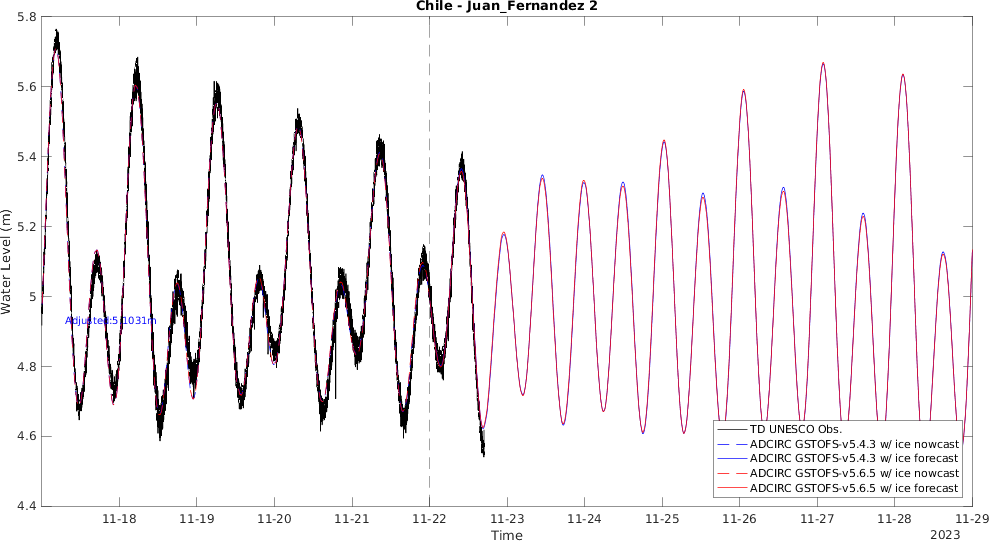 Chile - Juan_Fernandez 2
5.8
5.6
5.4
5.2
5
4.8
4.6
4.4
Water Level (m)
Adjusted:5.1031m
TD UNESCO Obs.
ADCIRC GSTOFS-v5.4.3 w/ ice nowcast
ADCIRC GSTOFS-v5.4.3 w/ ice forecast
ADCIRC GSTOFS-v5.6.5 w/ ice nowcast
ADCIRC GSTOFS-v5.6.5 w/ ice forecast
11-18 11-19 11-20 11-21 11-22 11-23 11-24 11-25 11-26 11-27 11-28 11-29
Time
2023